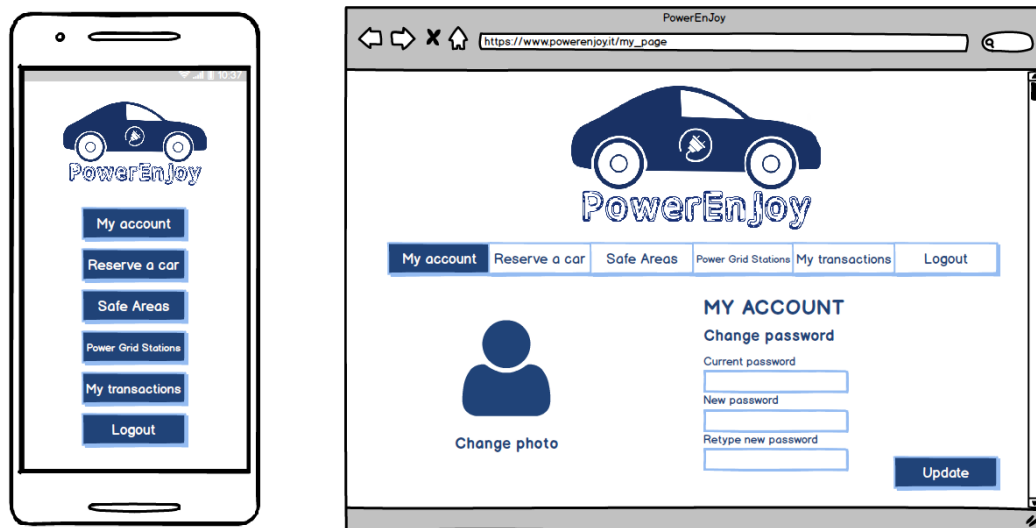 10:37
PowerEnJoy
My account
Reserve a car
Safe Areas
Power Grid Stations
My transactions
Logout
PowerEnJoy
https://www.powerenjoy.it/my_page
PowerEnJoy
My account Reserve a car Safe Areas Power Grid Stations My transactions Logout
MY ACCOUNT
Change password
Current password
New password
Retype new password
Change photo
Update